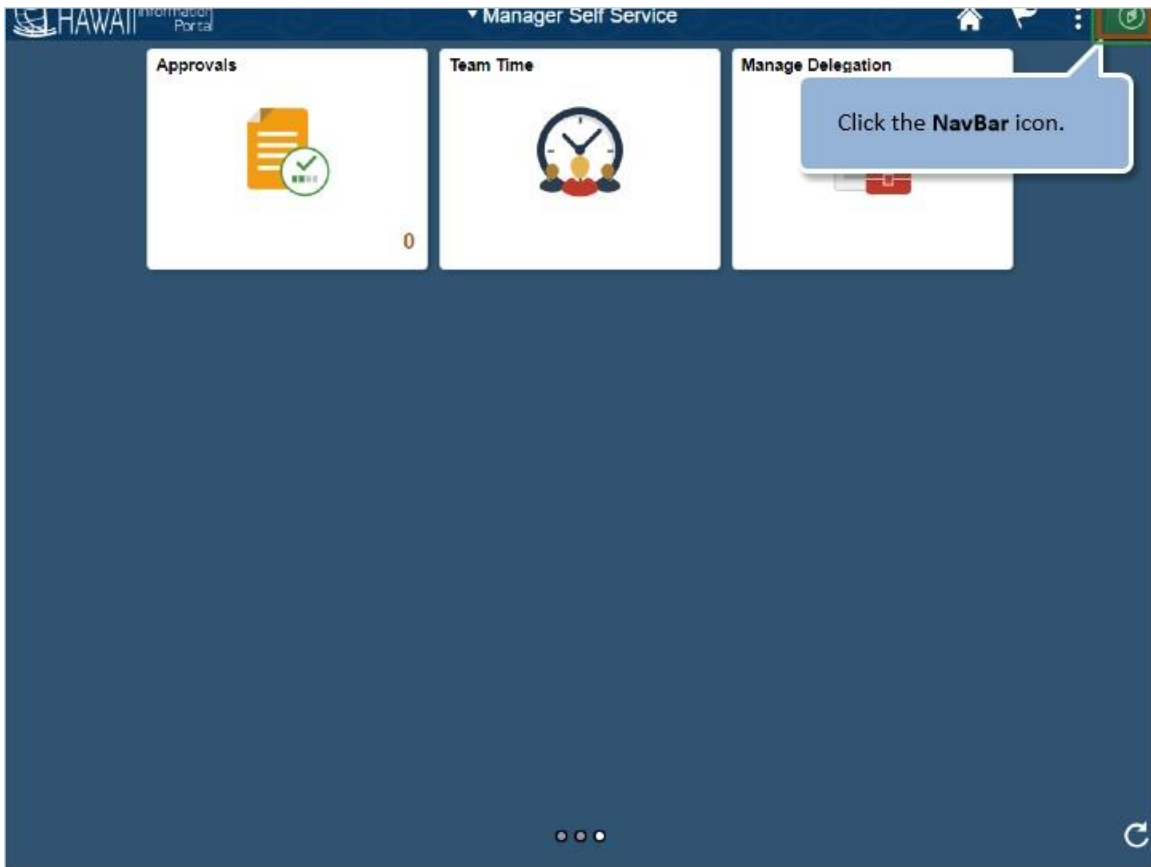 HAWAII Information
Portal
Manager Self Service
Approvals
Team Time
Manage Delegation
Click the NavBar icon.
0